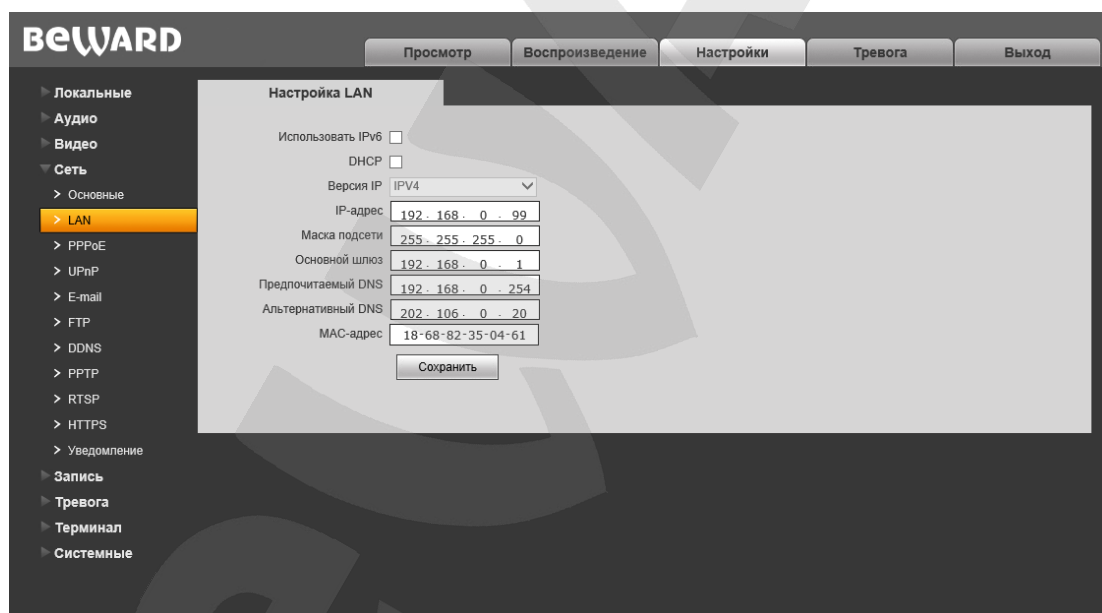 BEWARD
Просмотр Воспроизведение Настройки Тревога Выход
Локальные
Аудио
Видео
Сеть
> Основные
> LAN
> PPPoE
> UPnP
> E-mail
> FTP
> DDNS
> PPTP
> RTSP
> HTTPS
> Уведомление
Запись
Тревога
Терминал
Системные
Настройка LAN
Использовать IPv6
DHCP
Версия IP IPV4
IP-адрес 192 . 168 . 0 . 99
Маска подсети 255 . 255 . 255 . 0
Основной шлюз 192 . 168 . 0 . 1
Предпочитаемый DNS 192 . 168 . 0 . 254
Альтернативный DNS 202 . 106 . 0 . 20
MAC-адрес 18-68-82-35-04-61
Сохранить